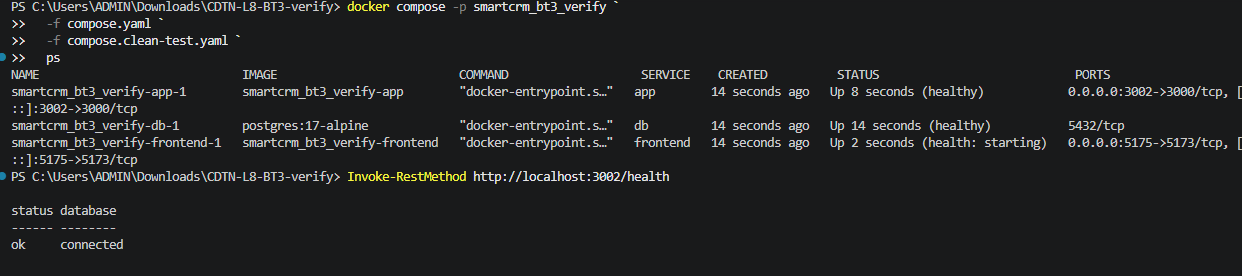 PS C:\Users\ADMIN\Downloads\CDTN-L8-BT3-verify> docker compose -p smartcrm_bt3_verify `
>>   -f compose.yaml `
>>   -f compose.clean-test.yaml `
>>   ps
NAME                             IMAGE                          COMMAND                  SERVICE    CREATED          STATUS                            PORTS
smartcrm_bt3_verify-app-1        smartcrm_bt3_verify-app        "docker-entrypoint.s…"   app        14 seconds ago   Up 8 seconds (healthy)            0.0.0.0:3002->3000/tcp, [
::]:3002->3000/tcp
smartcrm_bt3_verify-db-1         postgres:17-alpine             "docker-entrypoint.s…"   db         14 seconds ago   Up 14 seconds (healthy)           5432/tcp
smartcrm_bt3_verify-frontend-1   smartcrm_bt3_verify-frontend   "docker-entrypoint.s…"   frontend   14 seconds ago   Up 2 seconds (health: starting)   0.0.0.0:5175->5173/tcp, [
::]:5175->5173/tcp
PS C:\Users\ADMIN\Downloads\CDTN-L8-BT3-verify> Invoke-RestMethod http://localhost:3002/health
status database
------ --------
ok     connected